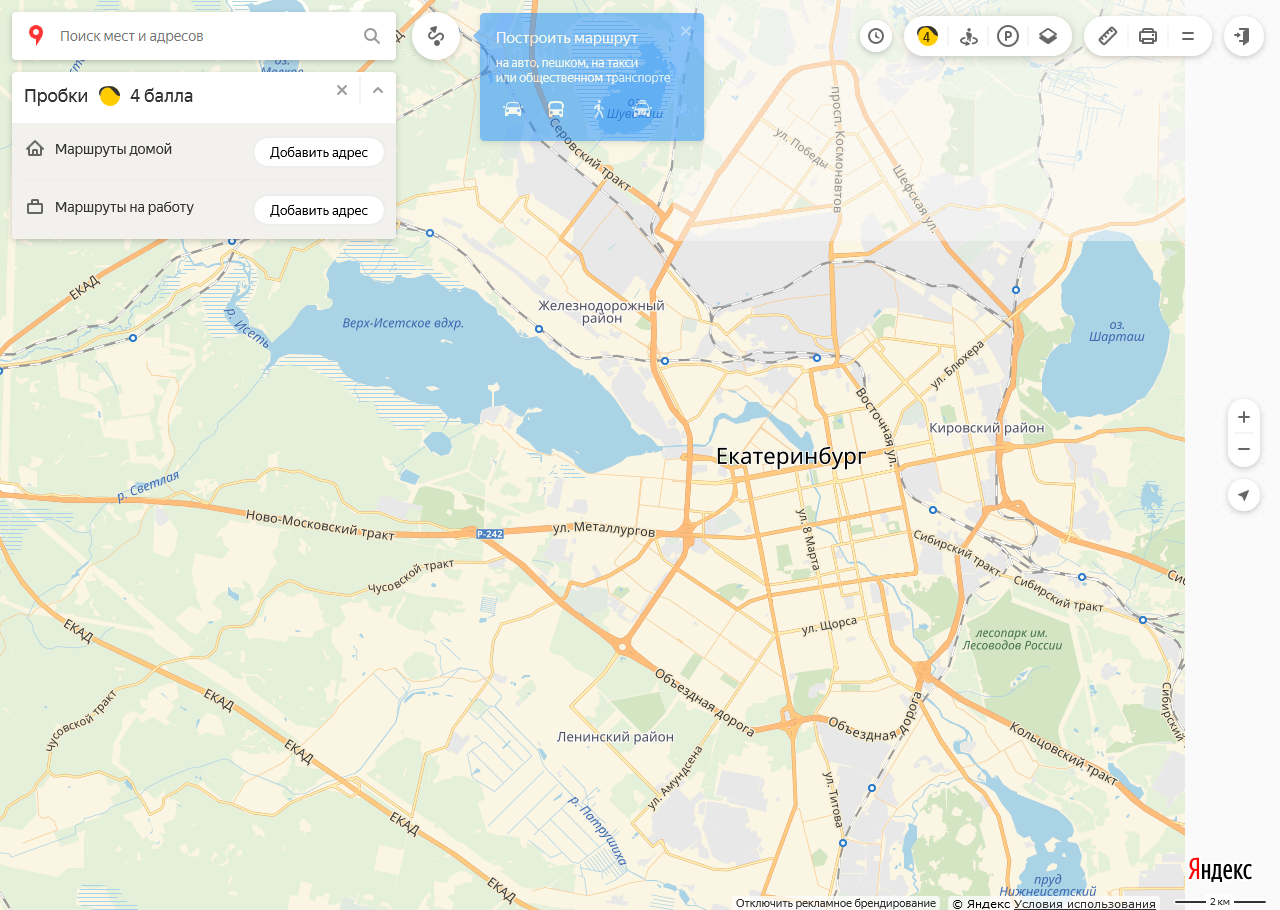 Поиск мест и адресов
Пробки 4 балла
Маршруты домой
Добавить адрес
Маршруты на работу
Добавить адрес
Построить маршрут
на авто, пешком, на такси
или общественном транспорте
4
P
оз.
Шувакиш
Серовский тракт
ул. Победы
просп. Космонавтов
Шефская ул.
ЕКАД
р. Исеть
Верх-Исетское вдхр.
Железнодорожный
район
оз.
Шарташ
ул. Блюхера
Восточная ул.
Кировский район
Екатеринбург
р. Светлая
Ново-Московский тракт
Р-242
ул. Металлургов
ул. 8 Марта
Сибирский тракт
Чусовской тракт
Сибирский тракт
ул. Щорса
лесопарк им.
Лесоводов России
ЕКАД
ЕКАД
Чусовской тракт
Объездная дорога
Объездная дорога
Сибирский
Ленинский район
ЕКАД
Кольцовский тракт
ул. Амундсена
ул. Титова
р. Патрушиха
ЕКАД
ЕКАД
пруд
Нижнеисетский
Яндекс
Отключить рекламное брендирование
© Яндекс Условия использования
2 км